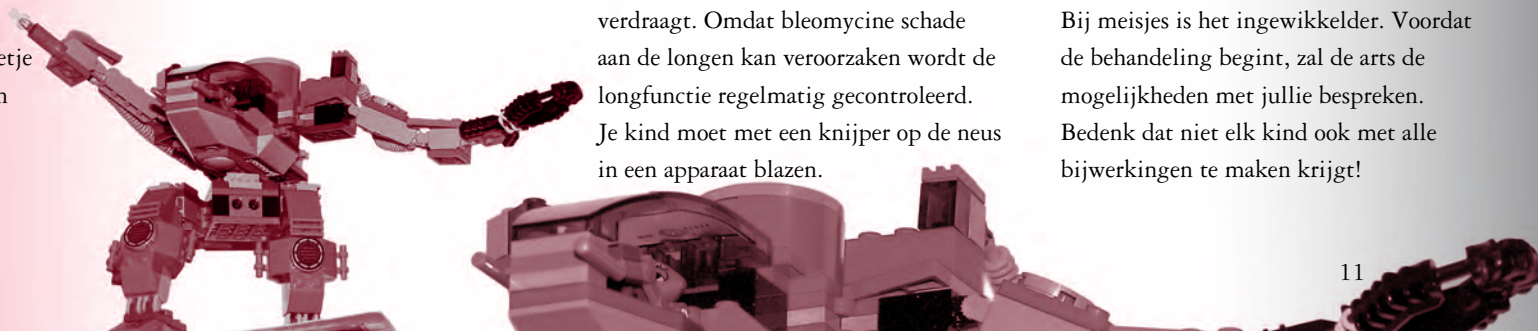 etje
n
verdraagt. Omdat bleomycine schade
aan de longen kan veroorzaken wordt de
longfunctie regelmatig gecontroleerd.
Je kind moet met een knijper op de neus
in een apparaat blazen.
Bij meisjes is het ingewikkelder. Voordat
de behandeling begint, zal de arts de
mogelijkheden met jullie bespreken.
Bedenk dat niet elk kind ook met alle
bijwerkingen te maken krijgt!
11